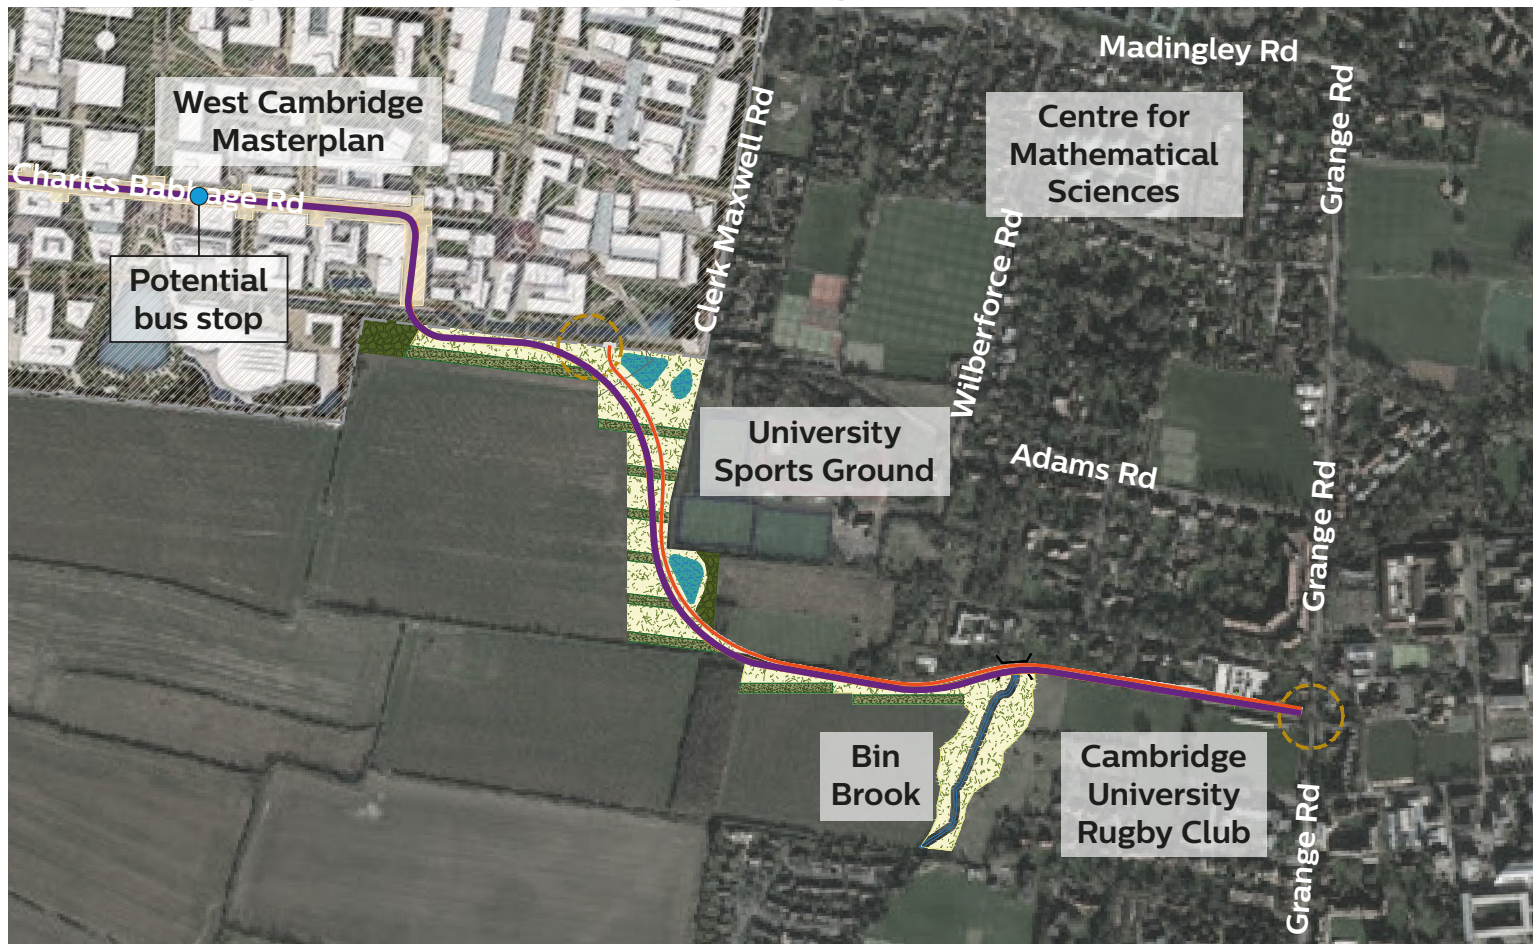 Madingley Rd
West Cambridge
Masterplan
Centre for
Mathematical
Sciences
Grange Rd
Clerk Maxwell Rd
Charles Babbage Rd
Wilberforce Rd
Potential
bus stop
University
Sports Ground
Adams Rd
Grange Rd
Bin
Brook
Cambridge
University
Rugby Club
Grange Rd